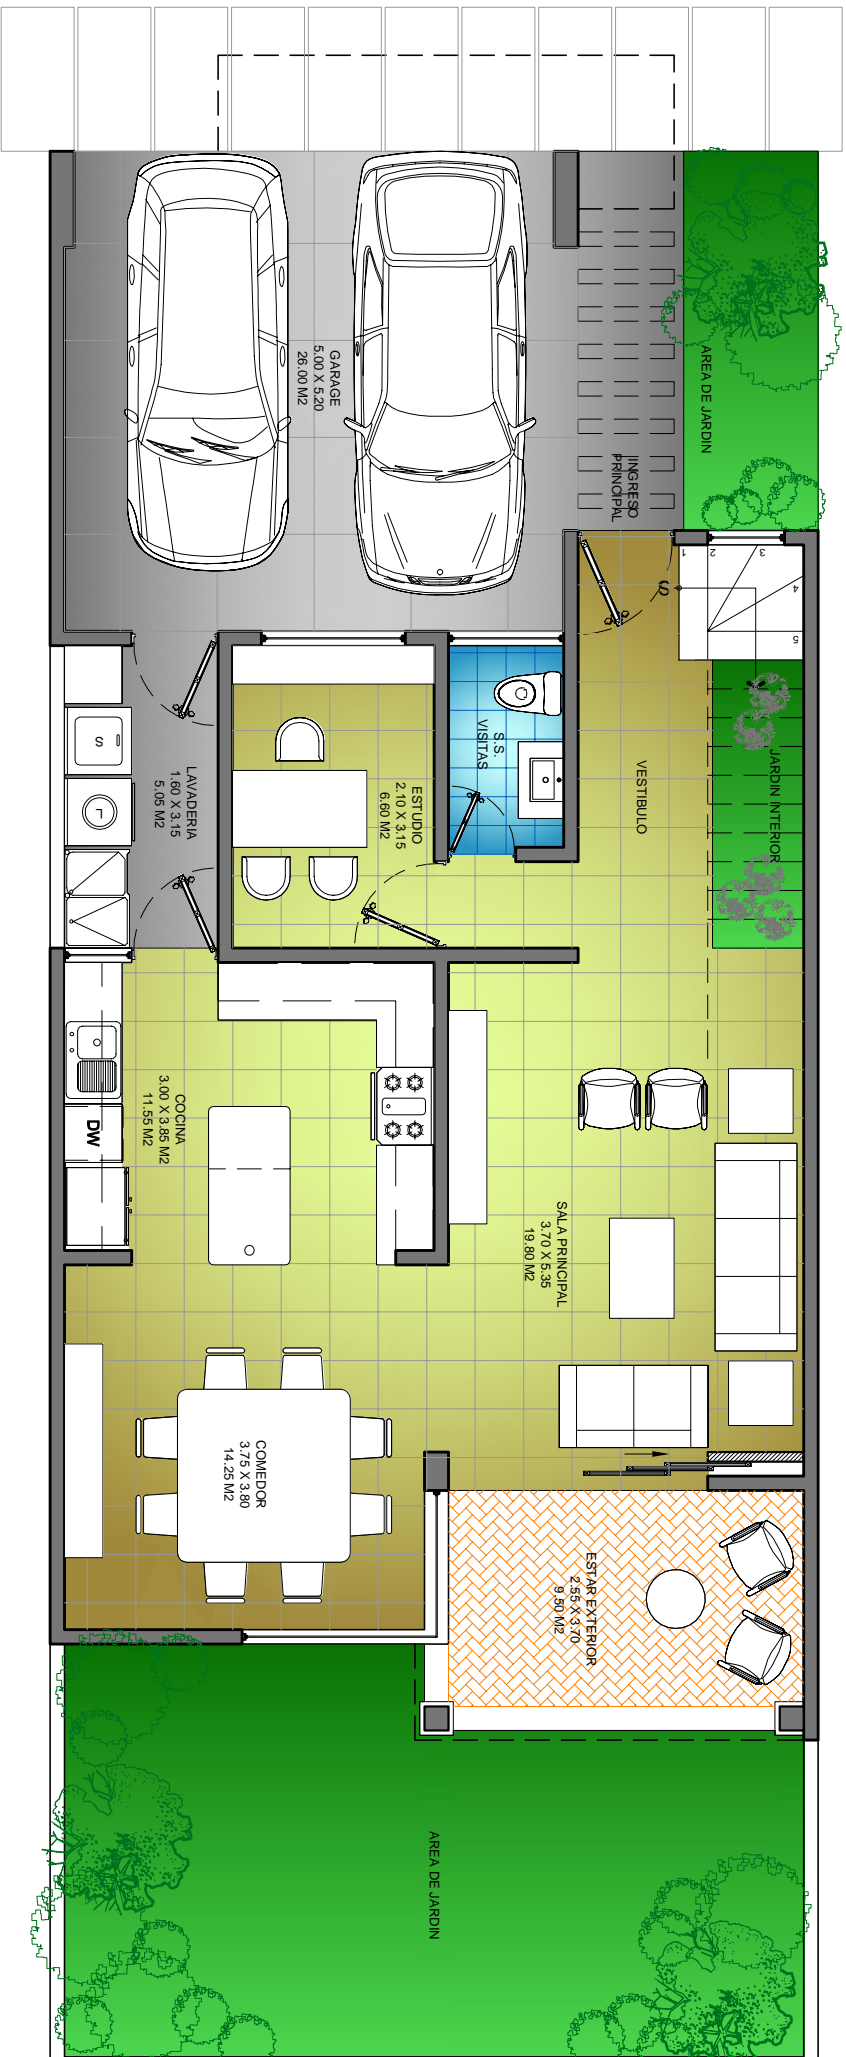 AREA DE JARDIN
GARAGE
5.00 X 5.20
26.00 M2
INGRESO
PRINCIPAL
1
2
3
4
5
S
JARDIN INTERIOR
VESTIBULO
S.S.
VISITAS
ESTUDIO
2.10 X 3.15
6.60 M2
LAVADERIA
1.60 X 3.15
5.05 M2
S
L
COCINA
3.00 X 3.85 M2
11.55 M2
DW
SALA PRINCIPAL
3.70 X 5.35
19.80 M2
COMEDOR
3.75 X 3.80
14.25 M2
ESTAR EXTERIOR
2.55 X 3.70
9.50 M2
AREA DE JARDIN